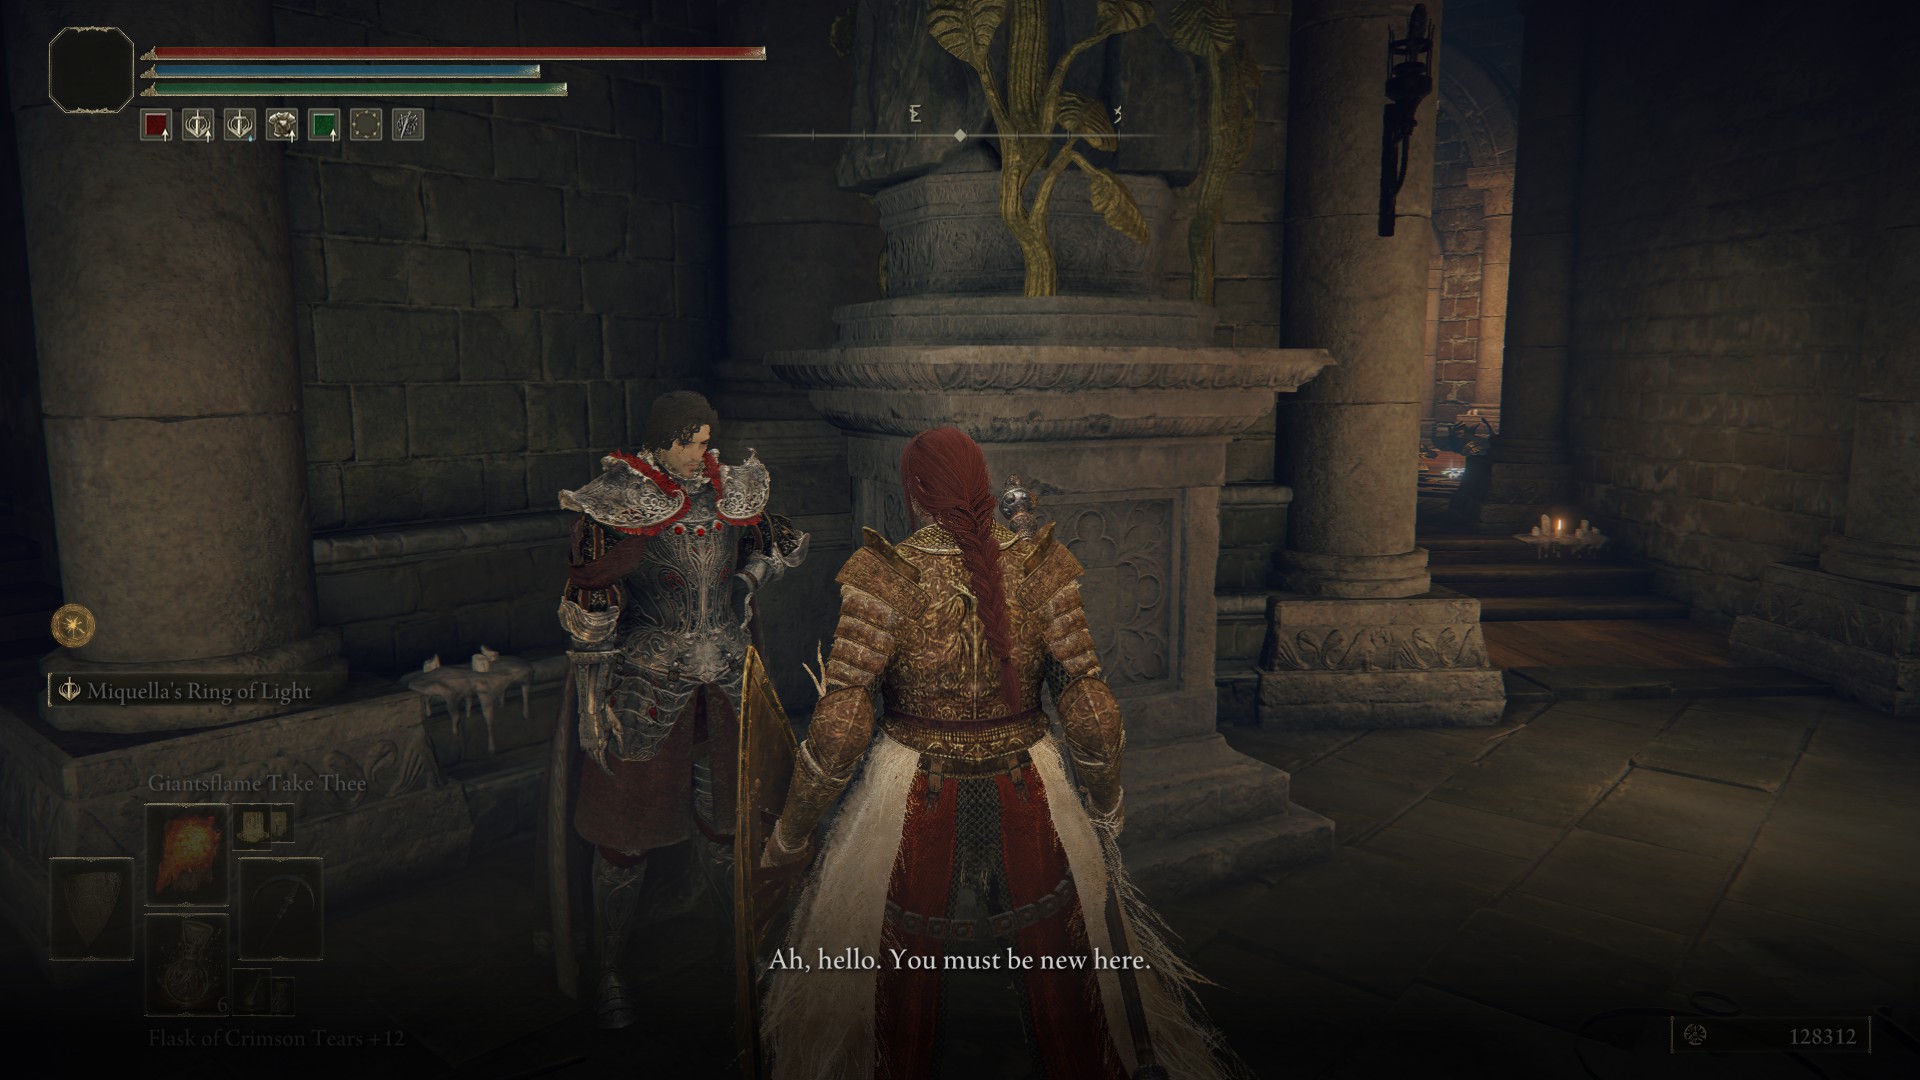 E
Miquella's Ring of Light
Giantsflame Take Thee
Ah, hello. You must be new here.
6
Flask of Crimson Tears +12
128312